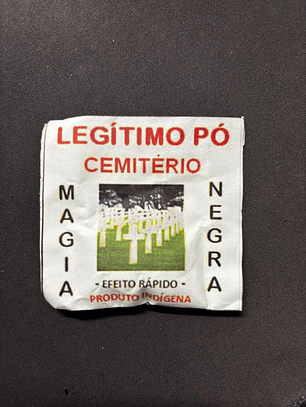 LEGÍTIMO PÓ
CEMITÉRIO
MAGIA
NEGRA
- EFEITO RÁPIDO -
PRODUTO INDÍGENA